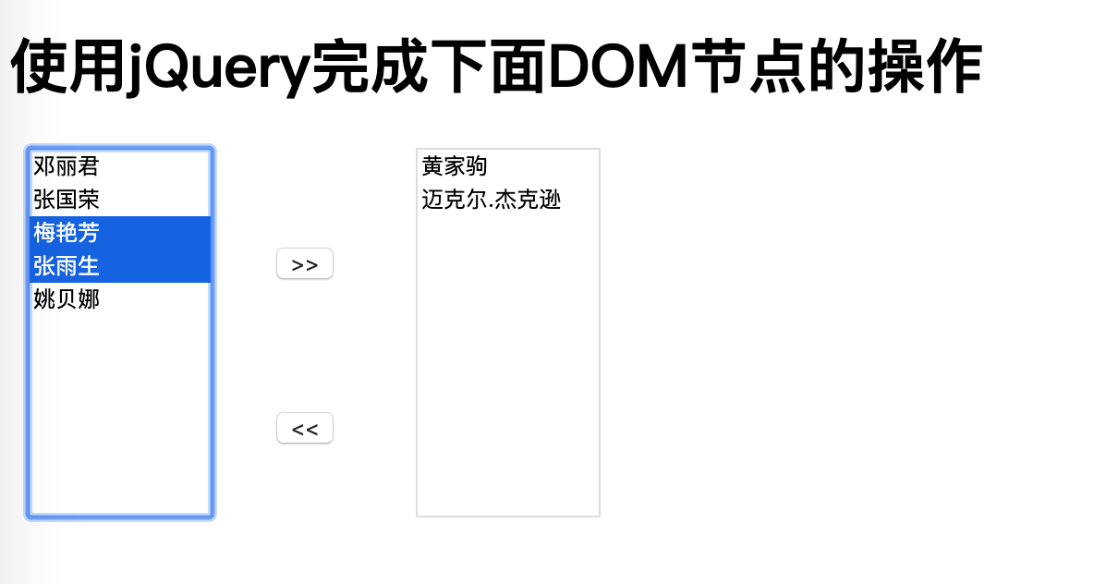 使用jQuery完成下面DOM节点的操作
邓丽君
张国荣
梅艳芳
张雨生
姚贝娜
>>
<<
黄家驹
迈克尔.杰克逊